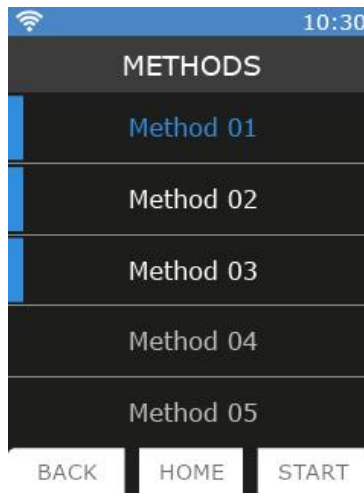 10:30
METHODS
Method 01
Method 02
Method 03
Method 04
Method 05
BACK HOME START